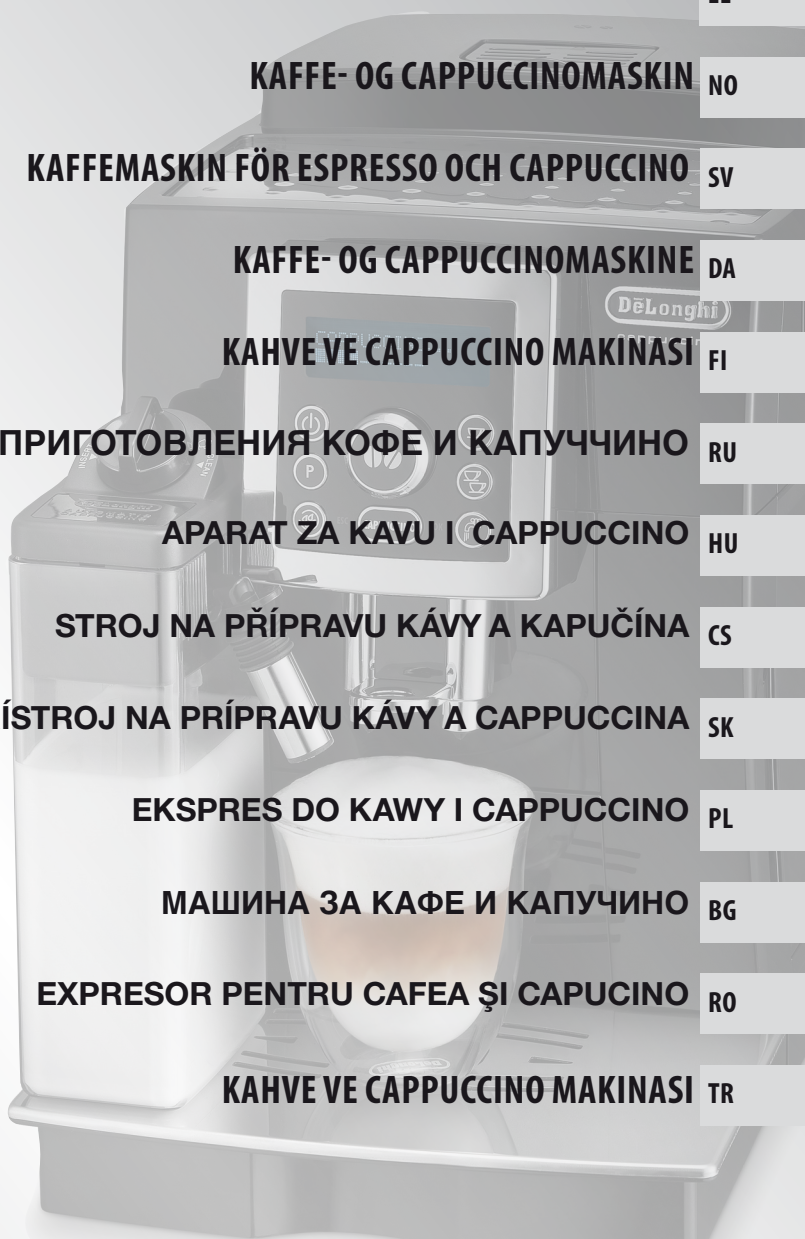 KAFFE- OG CAPPUCCINOMASKIN NO
KAFFEMASKIN FÖR ESPRESSO OCH CAPPUCCINO SV
KAFFE- OG CAPPUCCINOMASKINE DA
DēLonghi
KAHVE VE CAPPUCCINO MAKINASI FI
ПРИГОТОВЛЕНИЯ КОФЕ И КАПУЧЧИНО RU
P
APARAT ZA KAVU I CAPPUCCINO HU
STROJ NA PŘÍPRAVU KÁVY A KAPUČÍNA CS
ÍSTROJ NA PRÍPRAVU KÁVY A CAPPUCCINA SK
EKSPRES DO KAWY I CAPPUCCINO PL
МАШИНА ЗА КАФЕ И КАПУЧИНО BG
EXPRESOR PENTRU CAFEA ŞI CAPUCINO RO
KAHVE VE CAPPUCCINO MAKINASI TR